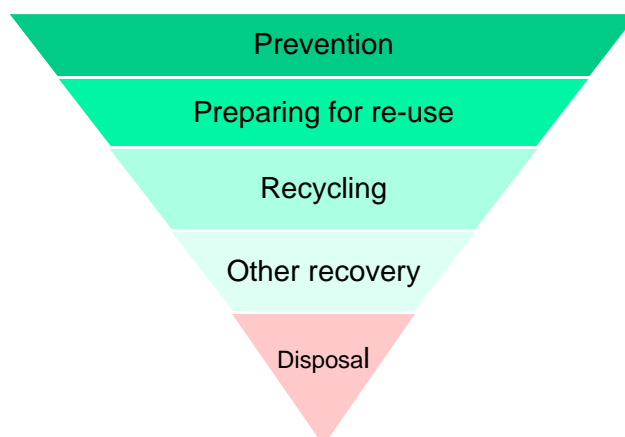 Prevention
Preparing for re-use
Recycling
Other recovery
Disposal